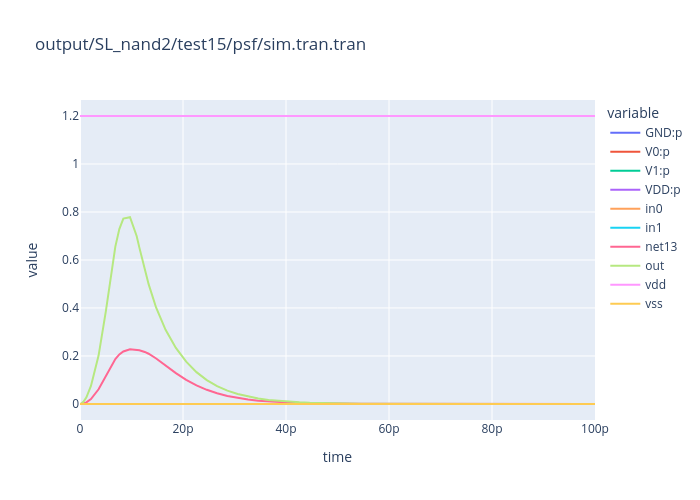 output/SL_nand2/test15/psf/sim.tran.tran
variable
GND:p
V0:p
V1:p
VDD:p
in0
in1
net13
out
vdd
vss
value
1.2
1
0.8
0.6
0.4
0.2
0
0
20p
40p
60p
80p
100p
time